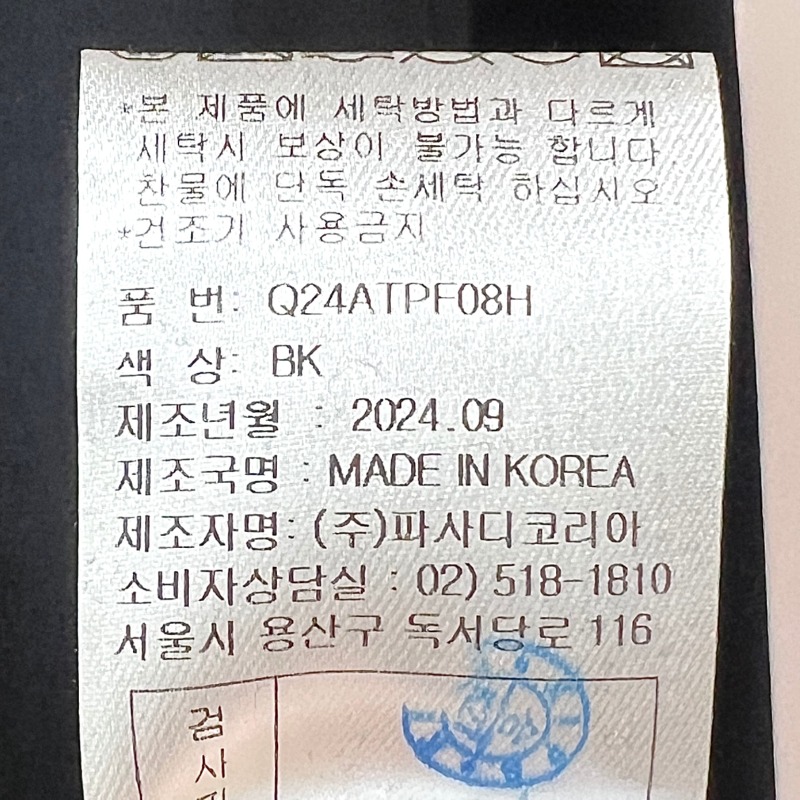 *본 제품에 세탁방법과 다르게
세탁시 보상이 불가능 합니다.
찬물에 단독 손세탁 하십시오
*건조기 사용금지
품 번: Q24ATPF08H
색 상: BK
제조년월 : 2024.09
제조국명 : MADE IN KOREA
제조자명: (주)파사디코리아
소비자상담실 : 02) 518-1810
서울시 용산구 독서당로 116
검
사